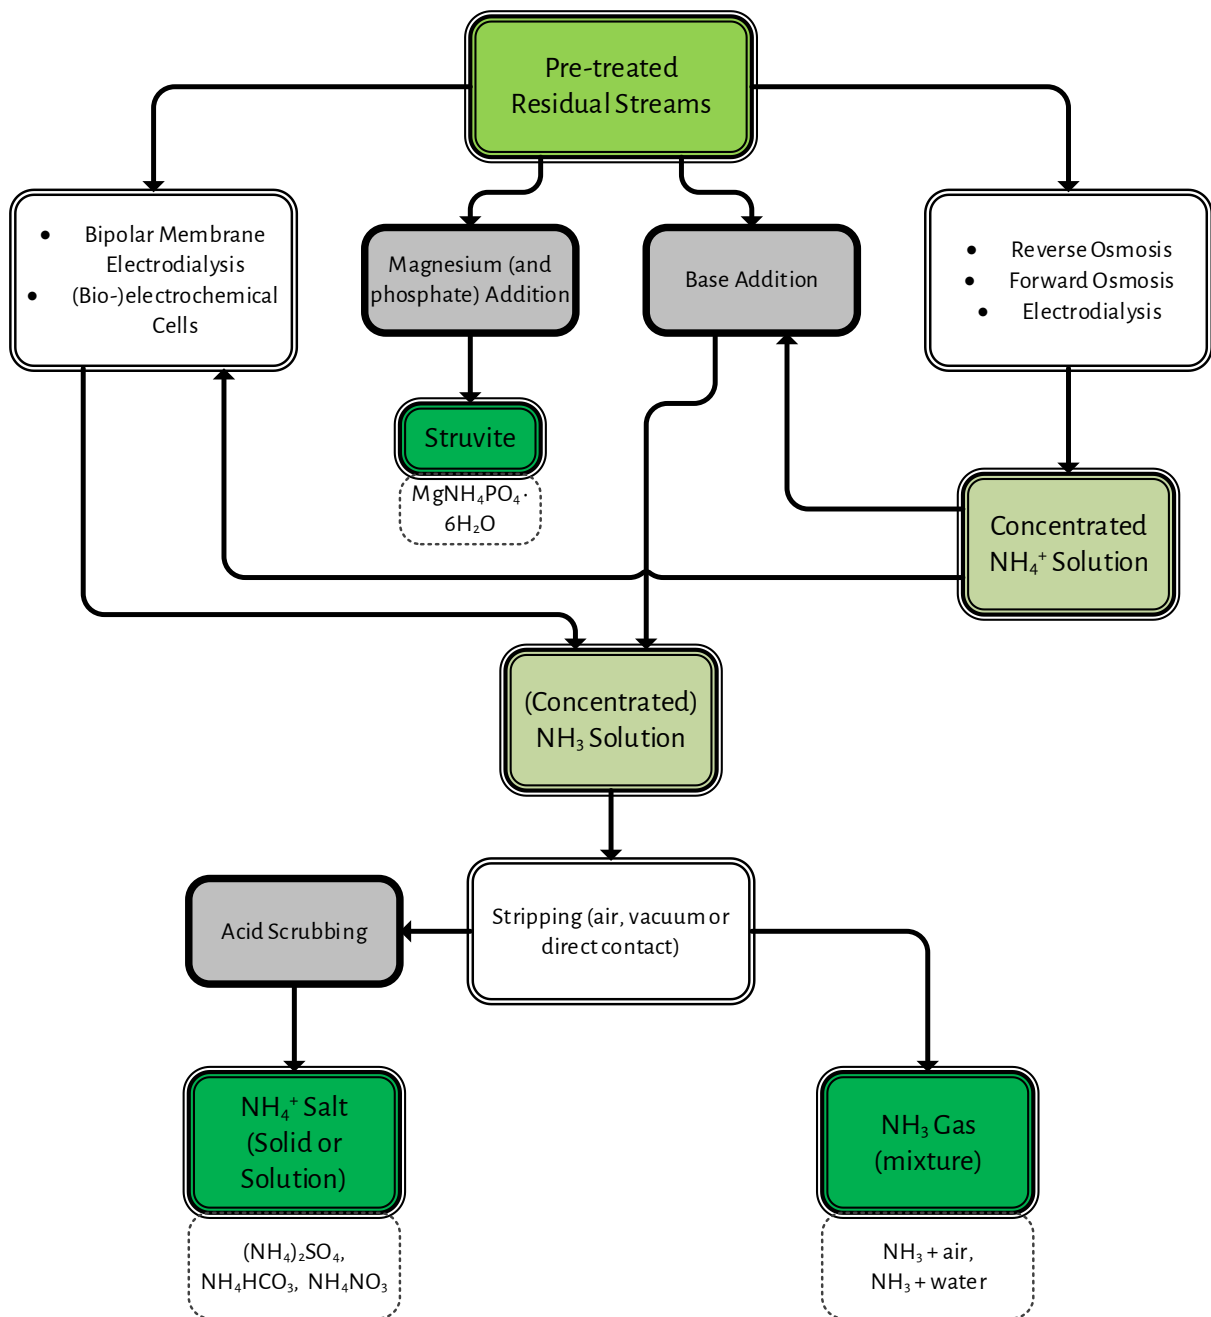 Pre-treated
Residual Streams
• Bipolar Membrane
Electrodialysis
• (Bio-)electrochemical
Cells
Magnesium (and
phosphate) Addition
Base Addition
• Reverse Osmosis
• Forward Osmosis
• Electrodialysis
Struvite
MgNH₄PO₄·
6H₂O
Concentrated
NH₄⁺ Solution
(Concentrated)
NH₃ Solution
Acid Scrubbing
Stripping (air, vacuum or
direct contact)
NH₄⁺ Salt
(Solid or
Solution)
NH₃ Gas
(mixture)
(NH₄)₂SO₄,
NH₄HCO₃, NH₄NO₃
NH₃ + air,
NH₃ + water